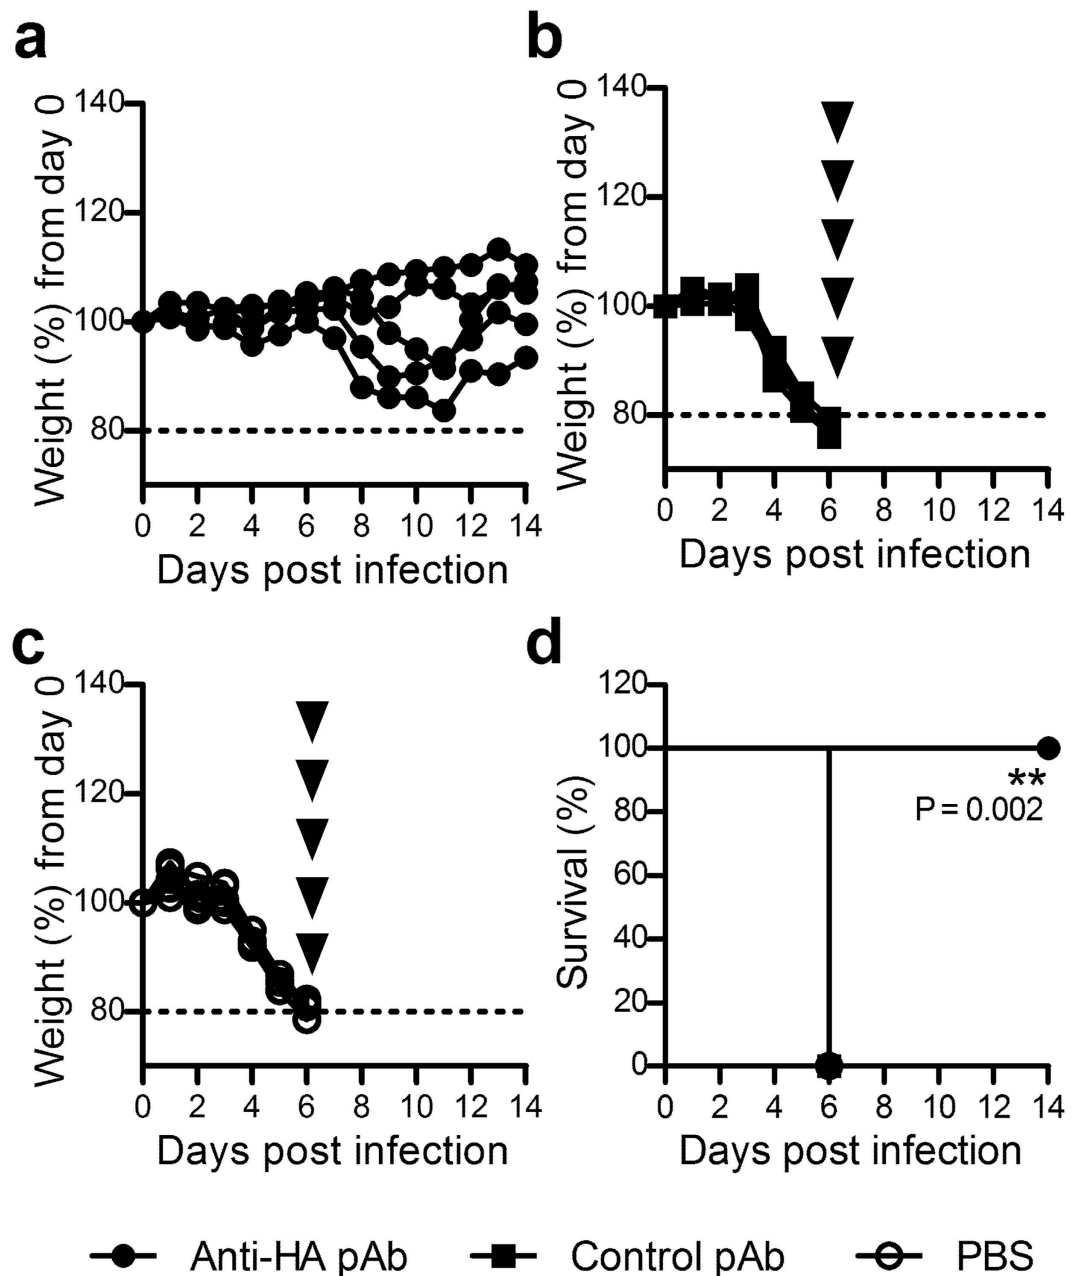 a
Weight (%) from day 0
140
120
100
80
0 2 4 6 8 10 12 14
Days post infection
b
Weight (%) from day 0
140
120
100
80
0 2 4 6 8 10 12 14
Days post infection
c
Weight (%) from day 0
140
120
100
80
0 2 4 6 8 10 12 14
Days post infection
d
Survival (%)
120
100
80
60
40
20
0
**
P = 0.002
0 2 4 6 8 10 12 14
Days post infection
Anti-HA pAb Control pAb PBS